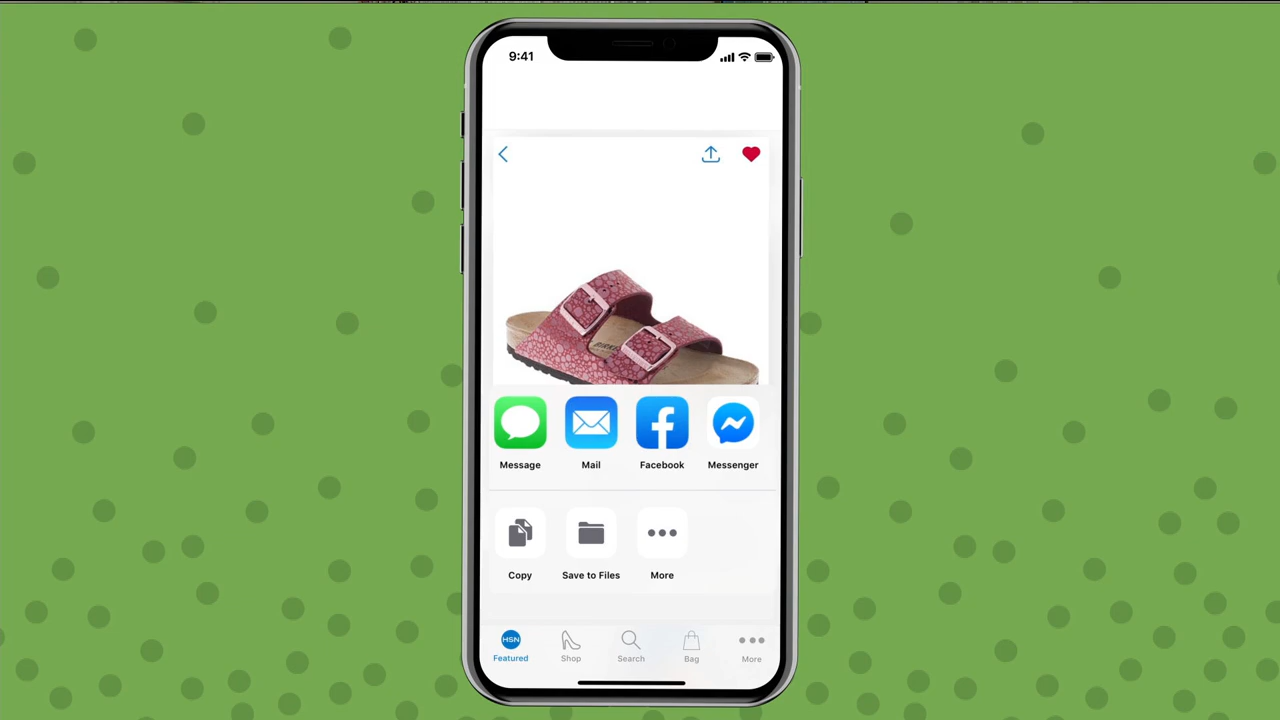 9:41
Message Mail Facebook Messenger
Copy Save to Files More
HSN
Featured Shop Search Bag More